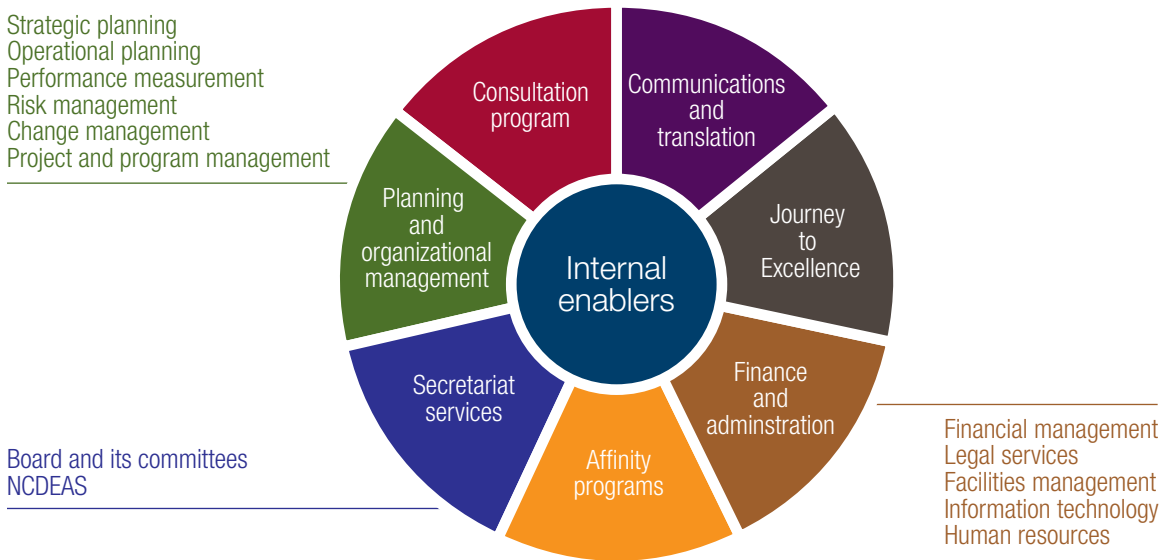 Strategic planning
Operational planning
Performance measurement
Risk management
Change management
Project and program management
Consultation
program
Communications
and
translation
Planning
and
organizational
management
Journey
to
Excellence
Internal
enablers
Secretariat
services
Finance
and
adminstration
Affinity
programs
Board and its committees
NCDEAS
Financial management
Legal services
Facilities management
Information technology
Human resources